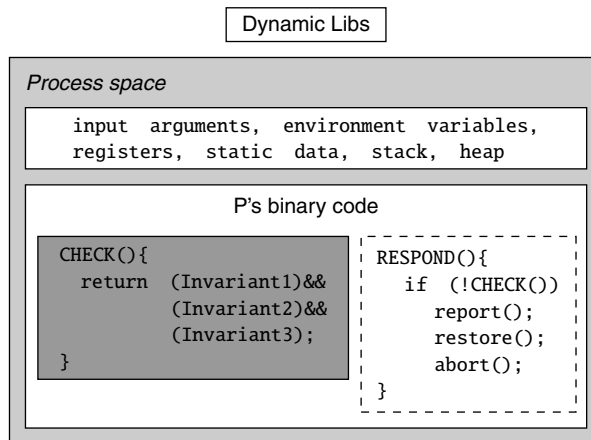 Dynamic Libs
Process space
input arguments, environment variables,
registers, static data, stack, heap
P's binary code
CHECK(){
return (Invariant1)&&
(Invariant2)&&
(Invariant3);
}
RESPOND(){
if (!CHECK())
report();
restore();
abort();
}